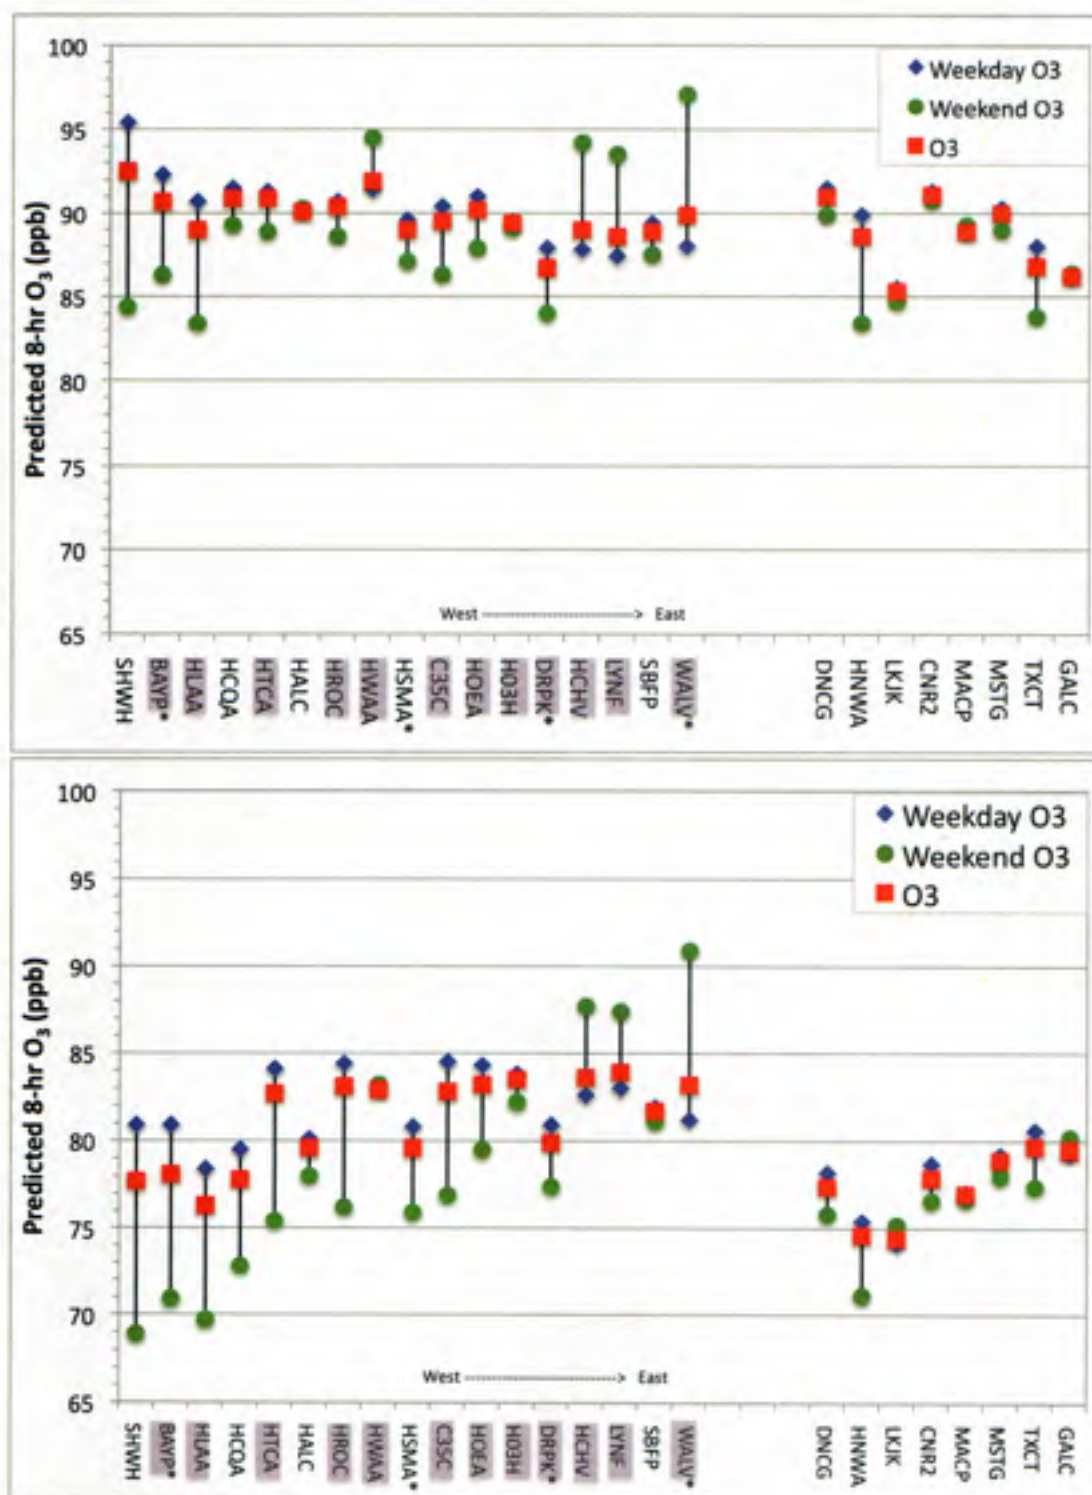 100
95
90
85
80
75
70
65
Predicted 8-hr O3 (ppb)
Weekday O3
Weekend O3
O3
West -----------------> East
SHWH
BAYP*
HLAA
HCQA
HTCA
HALC
HROC
HWAA
HSMA*
C35C
HOEA
H03H
DRPK*
HCHV
LYNF
SBFP
WALV*
DNCG
HNWA
LKJK
CNR2
MACP
MSTG
TXCT
GALC
100
95
90
85
80
75
70
65
Predicted 8-hr O3 (ppb)
Weekday O3
Weekend O3
O3
West -----------------> East
SHWH
BAYP*
HLAA
HCQA
HTCA
HALC
HROC
HWAA
HSMA*
C35C
HOEA
H03H
DRPK*
HCHV
LYNF
SBFP
WALV*
DNCG
HNWA
LKJK
CNR2
MACP
MSTG
TXCT
GALC